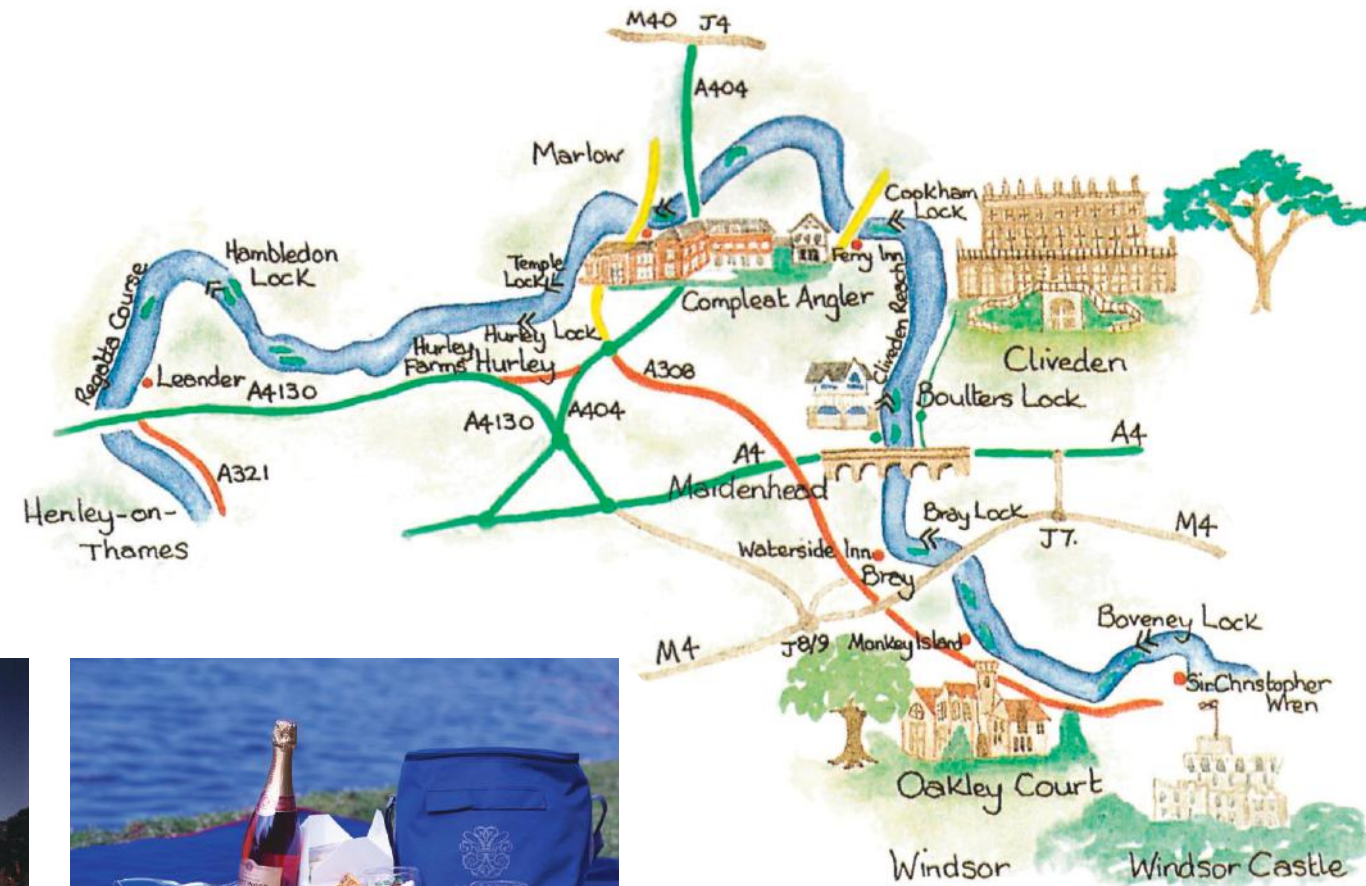 M40 J4
A404
Marlow
Cookham
Lock
Hambledon
Lock
Temple
Lock
Ferry Inn
Regatta Course
Compleat Angler
Cliveden Reach
Hurley Lock
Hurley
Farms
Hurley
Cliveden
Leander
A4130
A308
Boulters Lock
A4130
A404
A4
A4
A321
Maidenhead
Henley-on-
Thames
Bray Lock
J7.
M4
Waterside Inn
Bray
Boveney Lock
M4
J8/9
Monkey Island
Sir Christopher
Wren
Oakley Court
Windsor
Windsor Castle